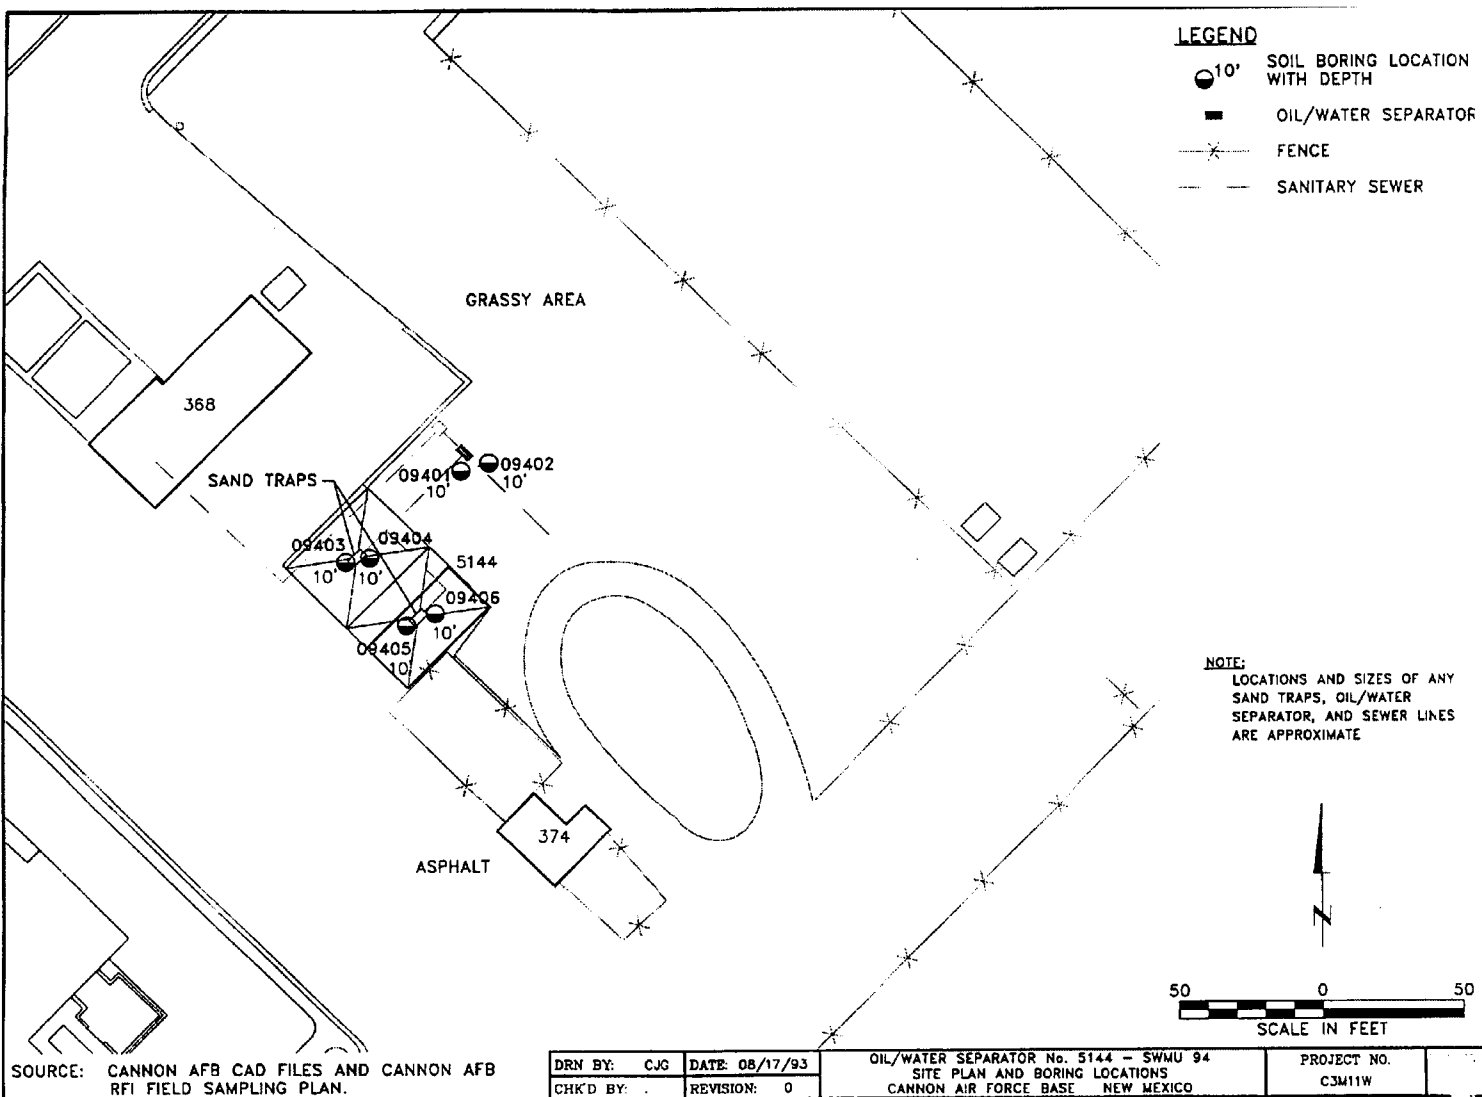 LEGEND
10' SOIL BORING LOCATION
WITH DEPTH
OIL/WATER SEPARATOR
FENCE
SANITARY SEWER
GRASSY AREA
368
SAND TRAPS
09401
10'
09402
10'
09403
10'
09404
10'
5144
09406
10'
09405
10'
NOTE:
LOCATIONS AND SIZES OF ANY
SAND TRAPS, OIL/WATER
SEPARATOR, AND SEWER LINES
ARE APPROXIMATE
374
ASPHALT
N
50 0 50
SCALE IN FEET
SOURCE: CANNON AFB CAD FILES AND CANNON AFB
RFI FIELD SAMPLING PLAN.
DRN BY: CJG
DATE: 08/17/93
CHK'D BY: .
REVISION: 0
OIL/WATER SEPARATOR No. 5144 – SWMU 94
SITE PLAN AND BORING LOCATIONS
CANNON AIR FORCE BASE NEW MEXICO
PROJECT NO.
C3M11W